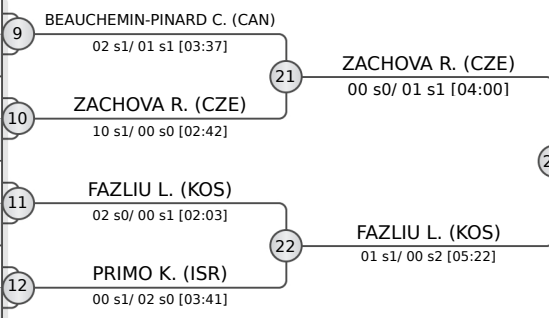 9
BEAUCHEMIN-PINARD C. (CAN)
02 s1/ 01 s1 [03:37]
21
ZACHOVA R. (CZE)
00 s0/ 01 s1 [04:00]
10
ZACHOVA R. (CZE)
10 s1/ 00 s0 [02:42]
11
FAZLIU L. (KOS)
02 s0/ 00 s1 [02:03]
22
FAZLIU L. (KOS)
01 s1/ 00 s2 [05:22]
12
PRIMO K. (ISR)
00 s1/ 02 s0 [03:41]